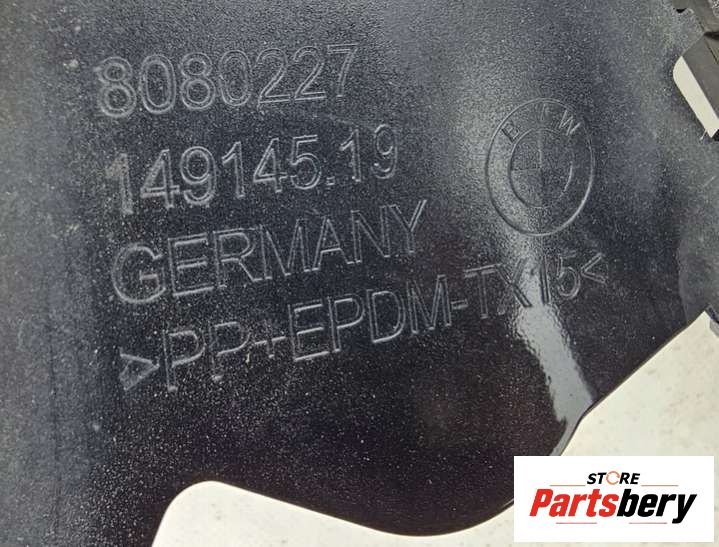 8080227
149145.19
BMW
GERMANY
>PP+EPDM-TX15<
STORE
Partsbery